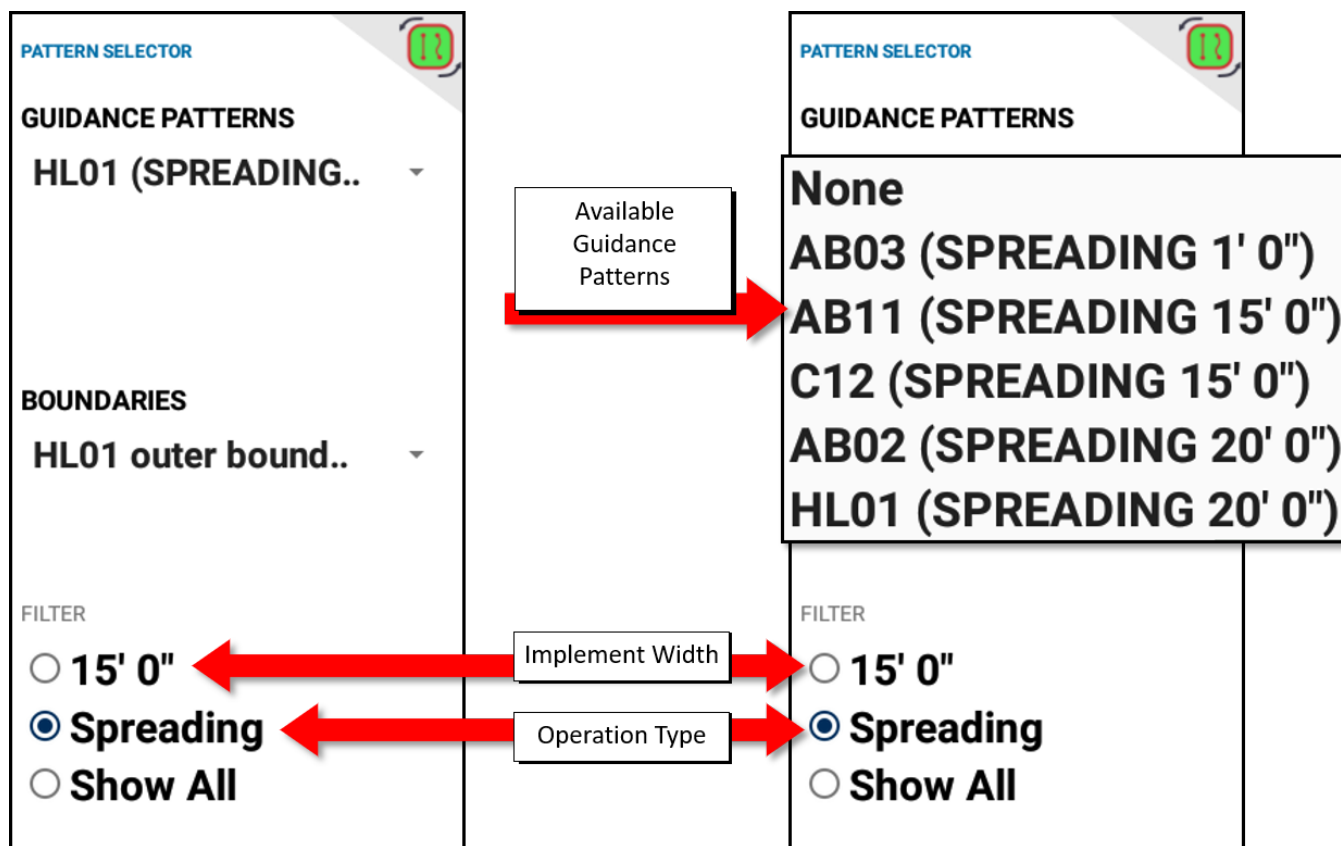 PATTERN SELECTOR
GUIDANCE PATTERNS
HL01 (SPREADING..
BOUNDARIES
HL01 outer bound..
FILTER
15' 0"
Spreading
Show All
Available
Guidance
Patterns
Implement Width
Operation Type
PATTERN SELECTOR
GUIDANCE PATTERNS
None
AB03 (SPREADING 1' 0")
AB11 (SPREADING 15' 0")
C12 (SPREADING 15' 0")
AB02 (SPREADING 20' 0")
HL01 (SPREADING 20' 0")
FILTER
15' 0"
Spreading
Show All